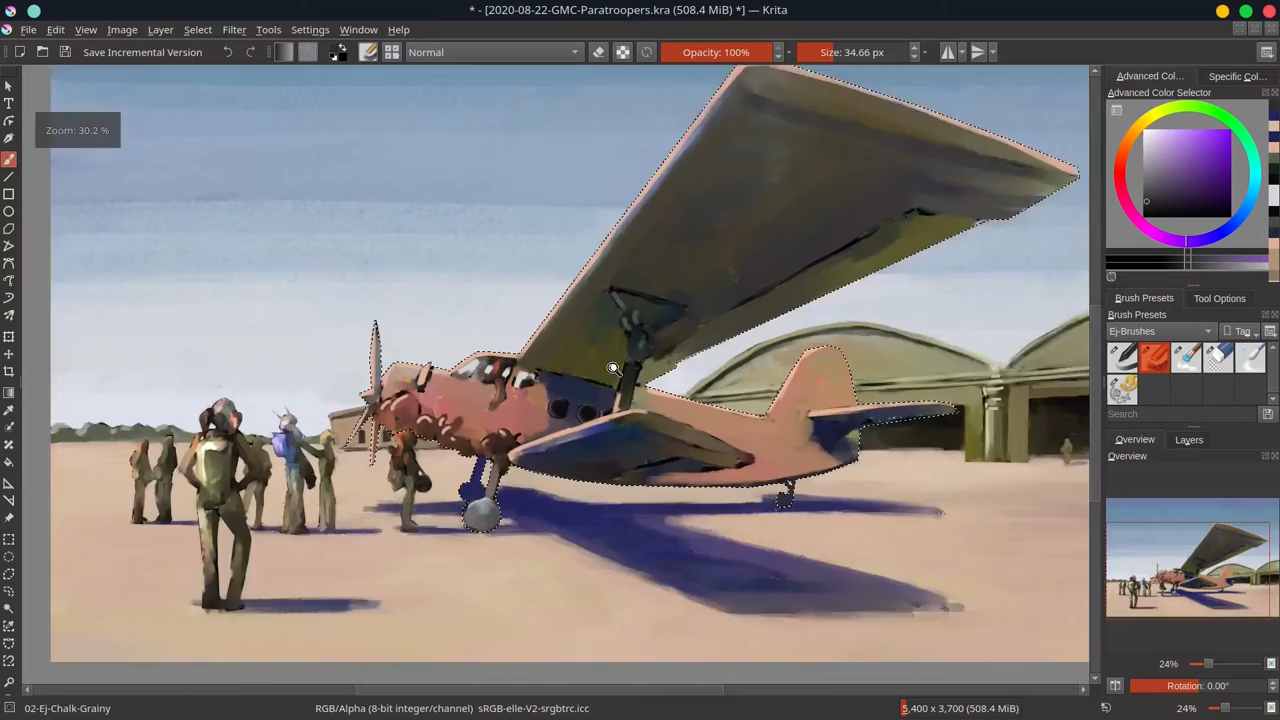 * - [2020-08-22-GMC-Paratroopers.kra (508.4 MiB) *] — Krita
File Edit View Image Layer Select Filter Tools Settings Window Help
Save Incremental Version Normal Opacity: 100% Size: 34.66 px
Advanced Col... Specific Col...
Advanced Color Selector
Zoom: 30.2 %
Brush Presets Tool Options
Brush Presets
Ej-Brushes Tag
Search
Overview Layers
Overview
24%
Rotation: 0.00°
02-Ej-Chalk-Grainy RGB/Alpha (8-bit integer/channel) sRGB-elle-V2-srgbtrc.icc 5,400 x 3,700 (508.4 MiB) 24%